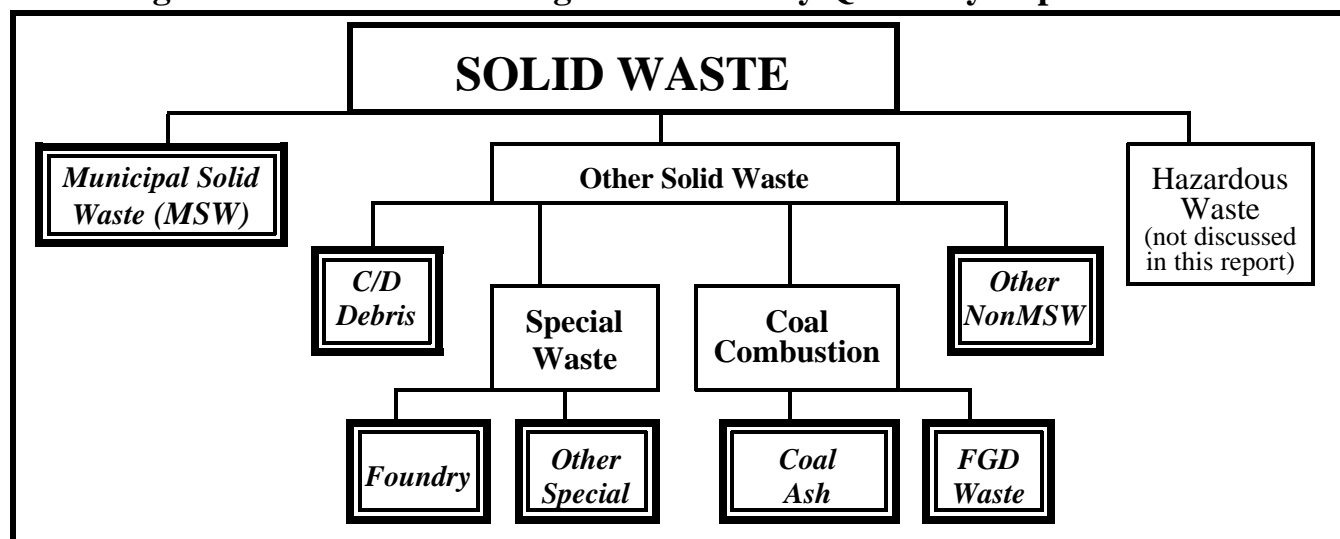 SOLID WASTE
Municipal Solid
Waste (MSW)
Other Solid Waste
Hazardous
Waste
(not discussed
in this report)
C/D
Debris
Special
Waste
Coal
Combustion
Other
NonMSW
Foundry
Other
Special
Coal
Ash
FGD
Waste